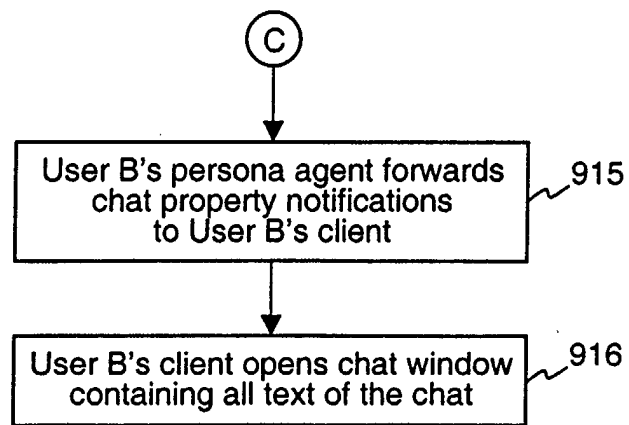 C
User B's persona agent forwards
chat property notifications
to User B's client
915
User B's client opens chat window
containing all text of the chat
916